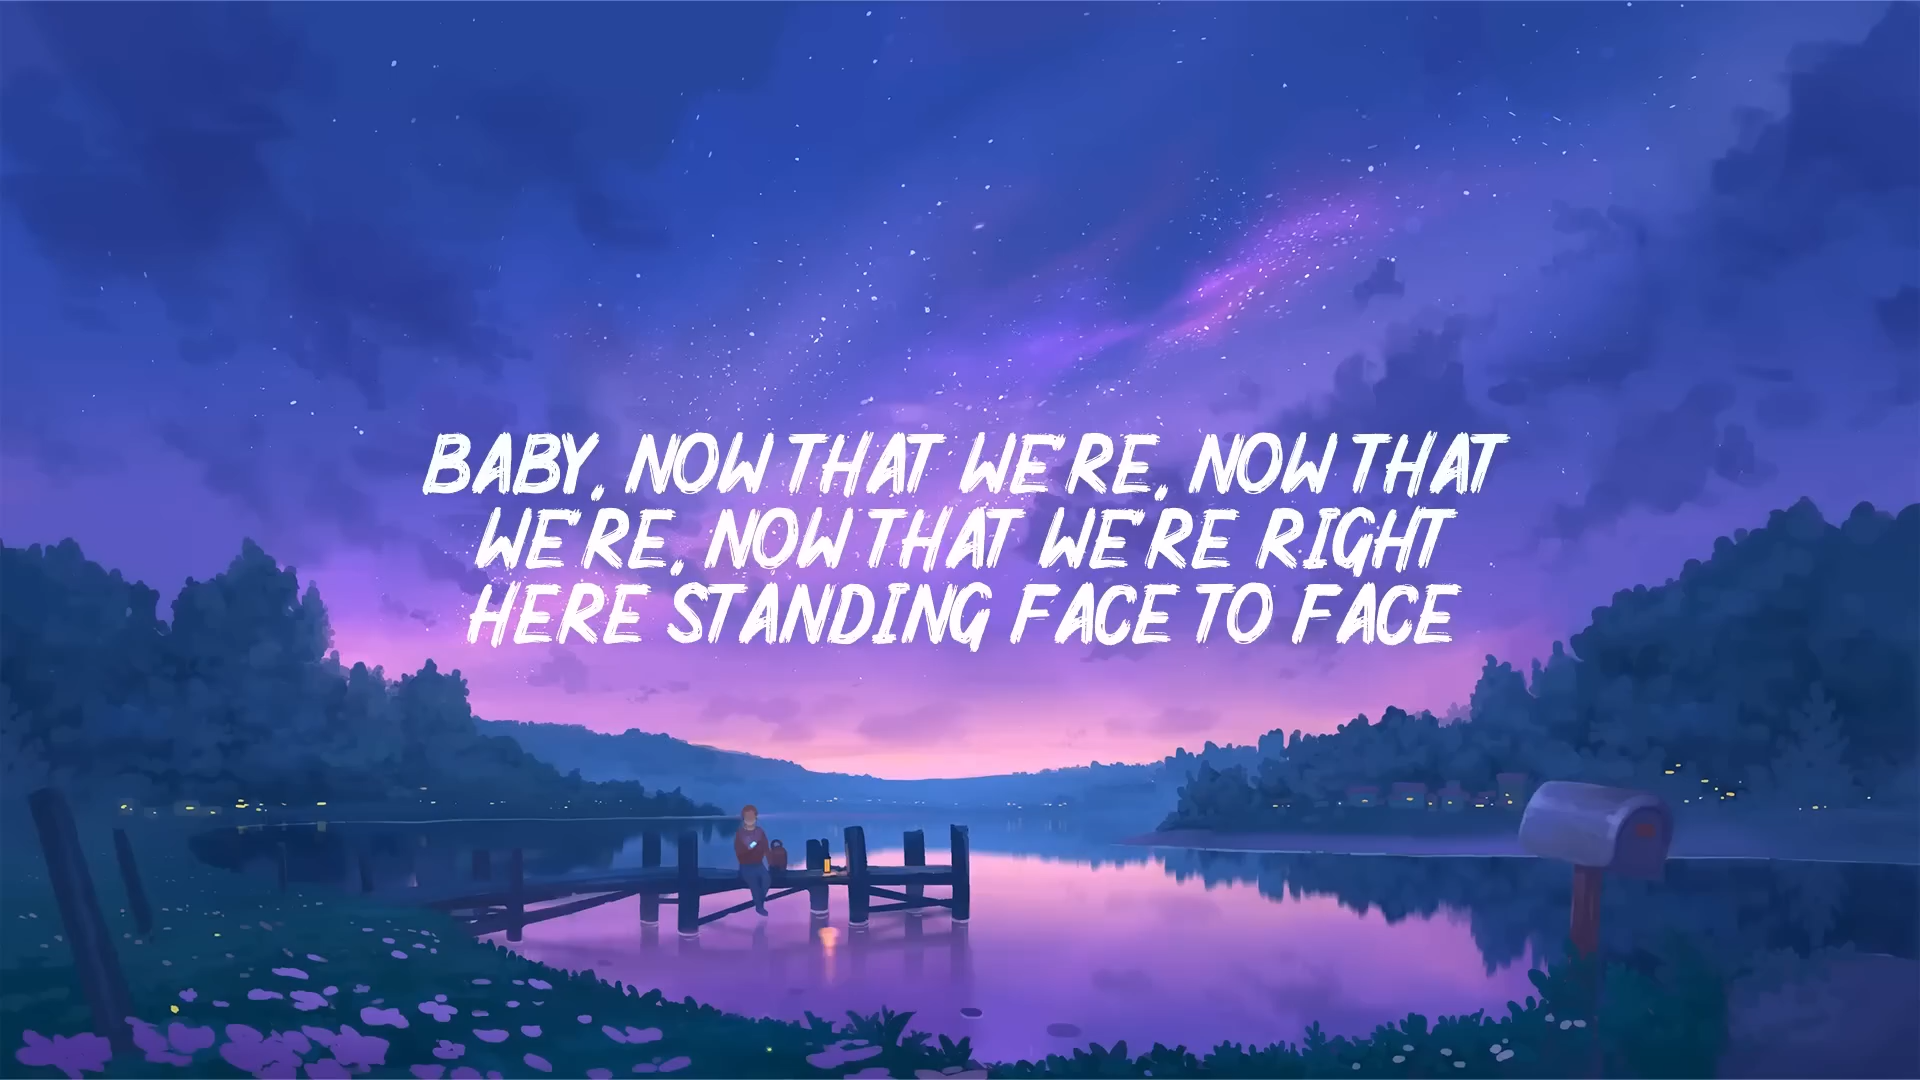 BABY, NOW THAT WE'RE, NOW THAT
WE'RE, NOW THAT WE'RE RIGHT
HERE STANDING FACE TO FACE